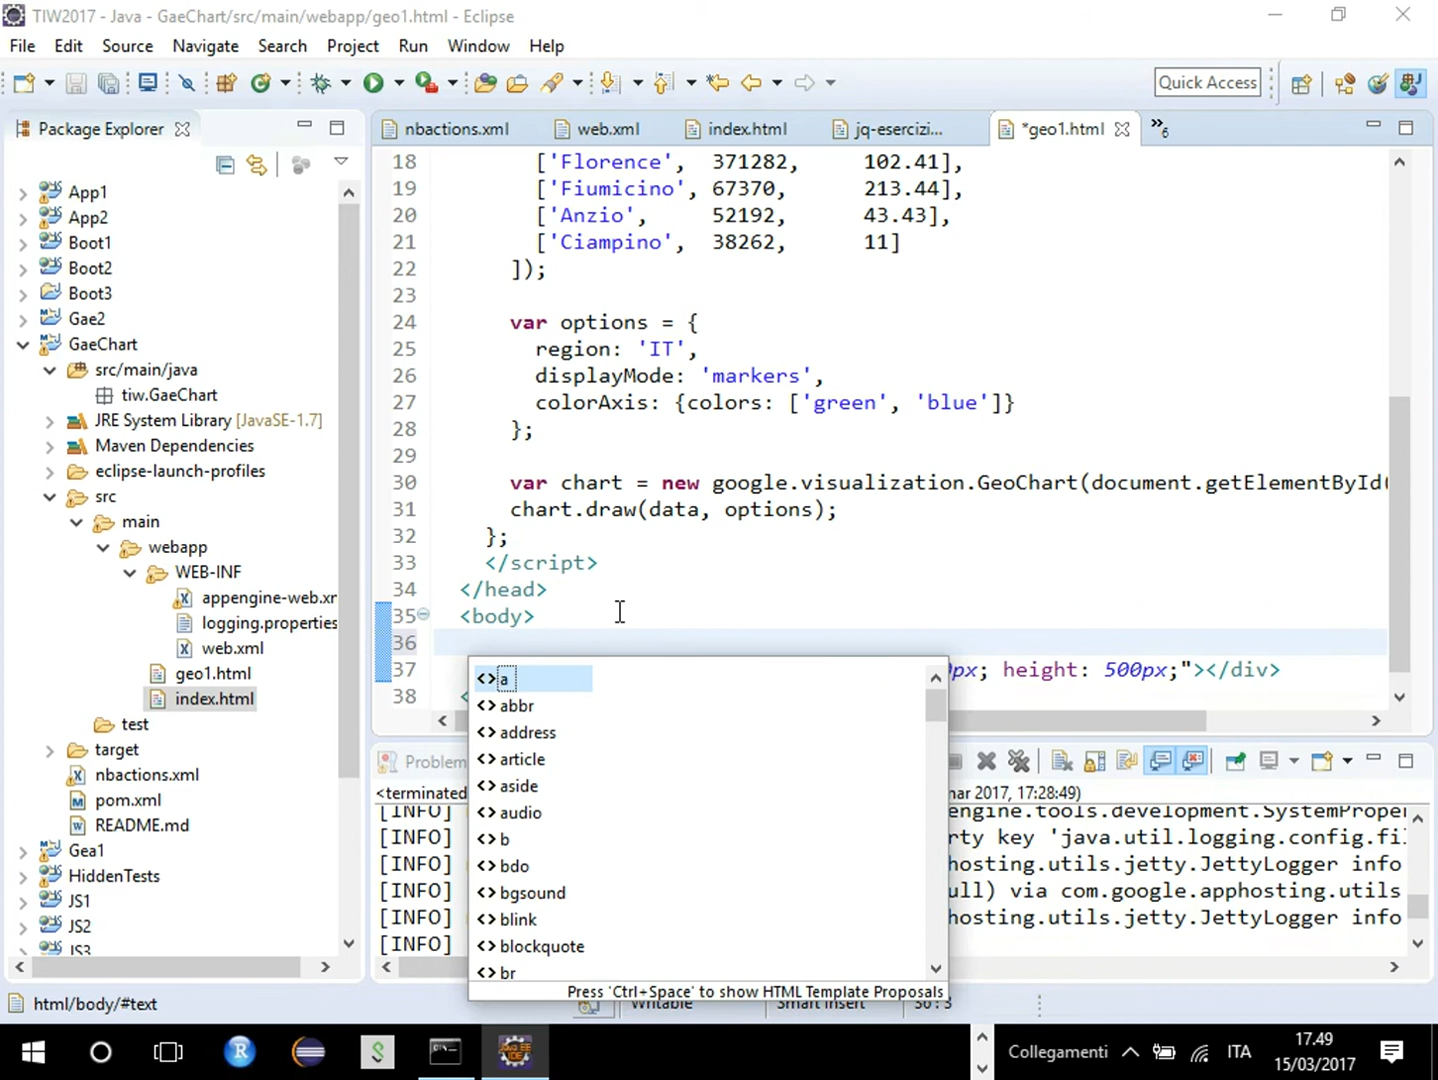 TIW2017 - Java - GaeChart/src/main/webapp/geo1.html - Eclipse
File Edit Source Navigate Search Project Run Window Help
Quick Access
Package Explorer
nbactions.xml web.xml index.html jq-esercizi... *geo1.html »6
App1
App2
Boot1
Boot2
Boot3
Gae2
GaeChart
src/main/java
tiw.GaeChart
JRE System Library [JavaSE-1.7]
Maven Dependencies
eclipse-launch-profiles
src
main
webapp
WEB-INF
appengine-web.xr
logging.properties
web.xml
geo1.html
index.html
test
target
nbactions.xml
pom.xml
README.md
Gea1
HiddenTests
JS1
JS2
JS3
18 ['Florence', 371282, 102.41],
19 ['Fiumicino', 67370, 213.44],
20 ['Anzio', 52192, 43.43],
21 ['Ciampino', 38262, 11]
22 ]);
23
24 var options = {
25 region: 'IT',
26 displayMode: 'markers',
27 colorAxis: {colors: ['green', 'blue']}
28 };
29
30 var chart = new google.visualization.GeoChart(document.getElementById(
31 chart.draw(data, options);
32 };
33 </script>
34 </head>
35 <body>
36
37 px; height: 500px;"></div>
38 <
<>a
<>abbr
<>address
<>article
<>aside
<>audio
<>b
<>bdo
<>bgsound
<>blink
<>blockquote
<>br
Press 'Ctrl+Space' to show HTML Template Proposals
Problem
<terminated mar 2017, 17:28:49)
[INFO] engine.tools.development.SystemProper
[INFO] rty key 'java.util.logging.config.fi
[INFO] hosting.utils.jetty.JettyLogger info
[INFO] ull) via com.google.apphosting.utils
[INFO] hosting.utils.jetty.JettyLogger info
[INFO]
html/body/#text Writable Smart Insert
Collegamenti ITA 17.49
15/03/2017